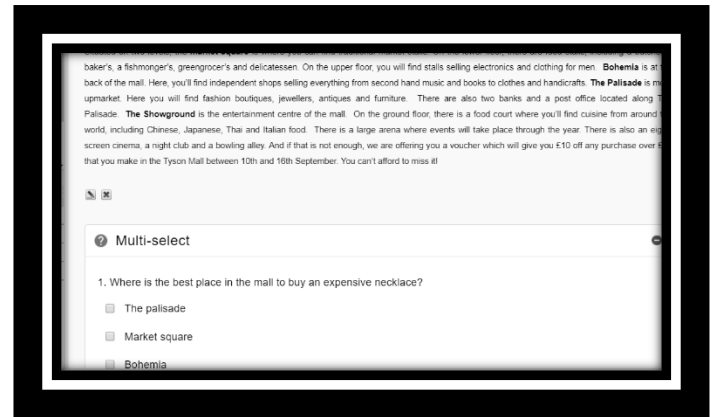 baker's, a fishmonger's, greengrocer's and delicatessen. On the upper floor, you will find stalls selling electronics and clothing for men. Bohemia is at
back of the mall. Here, you'll find independent shops selling everything from second hand music and books to clothes and handicrafts. The Palisade is
upmarket. Here you will find fashion boutiques, jewellers, antiques and furniture. There are also two banks and a post office located along
Palisade. The Showground is the entertainment centre of the mall. On the ground floor, there is a food court where you'll find cuisine from around
world, including Chinese, Japanese, Thai and Italian food. There is a large arena where events will take place through the year. There is also an
screen cinema, a night club and a bowling alley. And if that is not enough, we are offering you a voucher which will give you £10 off any purchase over
that you make in the Tyson Mall between 10th and 16th September. You can't afford to miss it!
Multi-select
1. Where is the best place in the mall to buy an expensive necklace?
The palisade
Market square
Bohemia